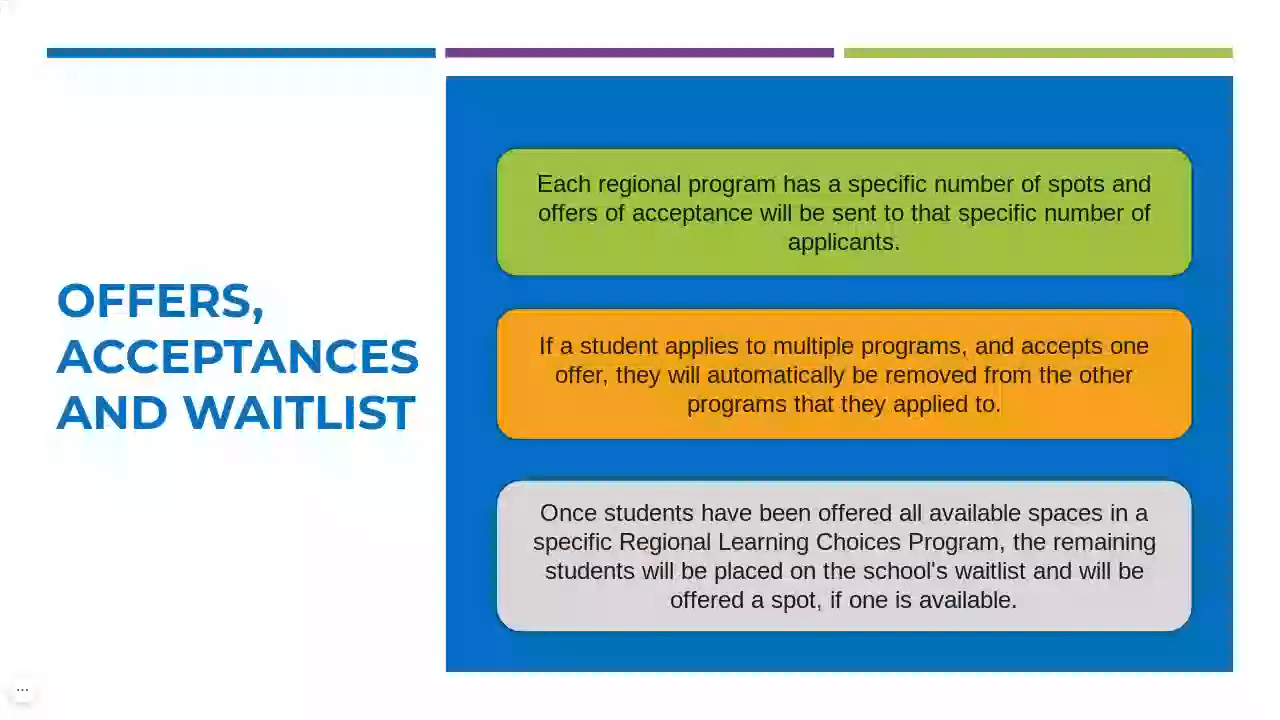 OFFERS,
ACCEPTANCES
AND WAITLIST
Each regional program has a specific number of spots and
offers of acceptance will be sent to that specific number of
applicants.
If a student applies to multiple programs, and accepts one
offer, they will automatically be removed from the other
programs that they applied to.
Once students have been offered all available spaces in a
specific Regional Learning Choices Program, the remaining
students will be placed on the school's waitlist and will be
offered a spot, if one is available.